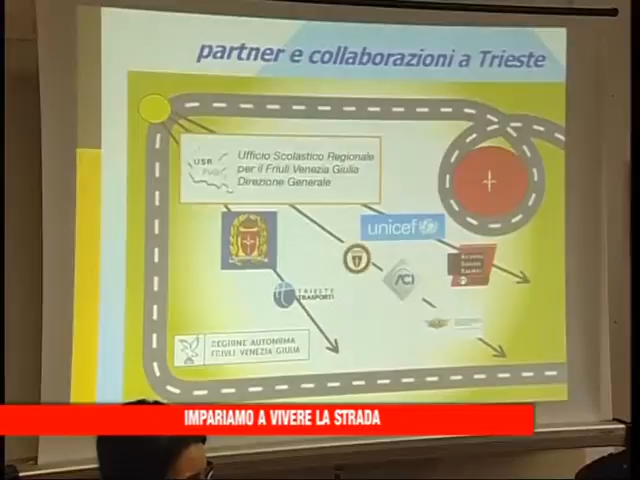 partner e collaborazioni a Trieste
USR
Ufficio Scolastico Regionale
per il Friuli Venezia Giulia
Direzione Generale
unicef
ACI
TRIESTE
TRASPORTI
REGIONE AUTONOMA
FRIULI VENEZIA GIULIA
IMPARIAMO A VIVERE LA STRADA